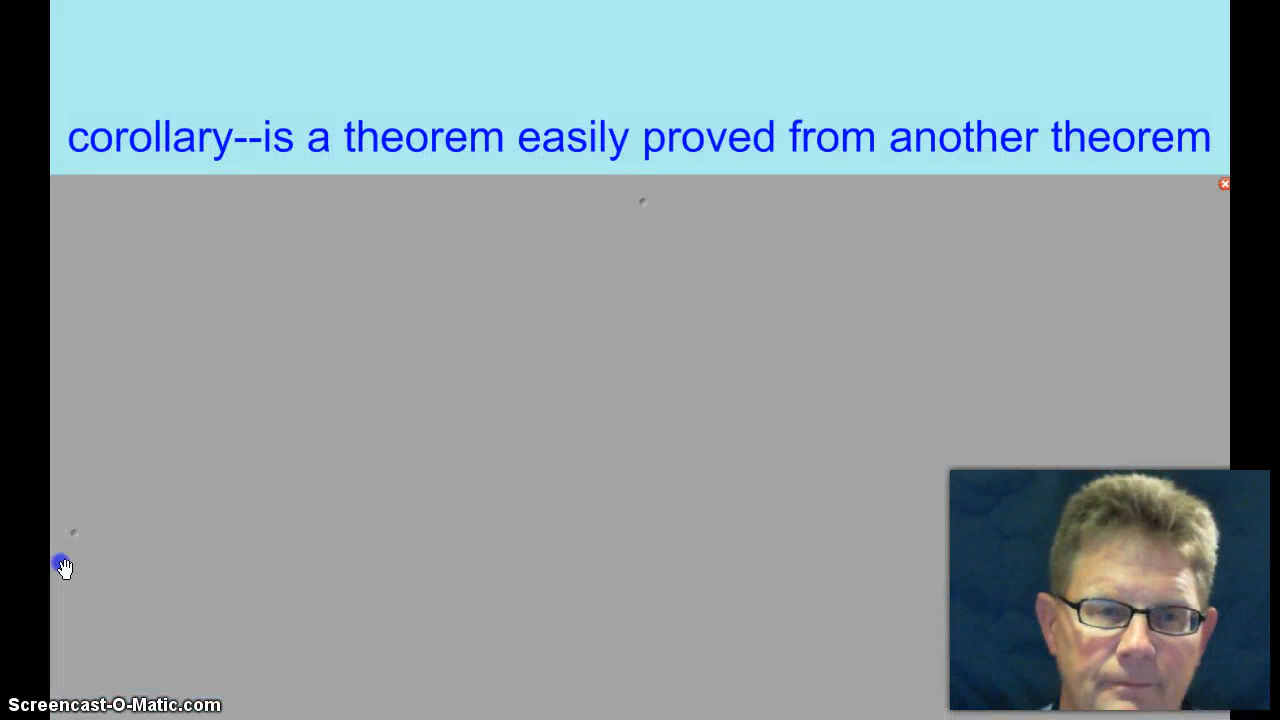 corollary--is a theorem easily proved from another theorem
Screencast-O-Matic.com